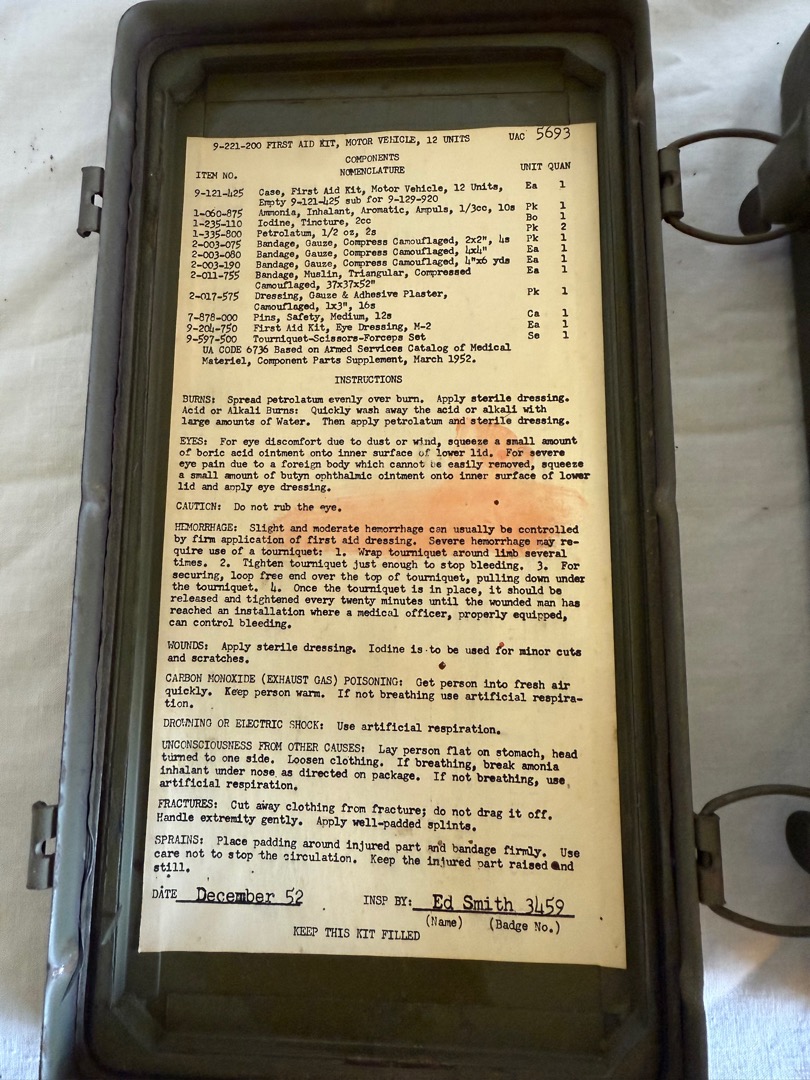 9-221-200 FIRST AID KIT, MOTOR VEHICLE, 12 UNITS UAC 5693
COMPONENTS
ITEM NO. NOMENCLATURE UNIT QUAN
9-121-425 Case, First Aid Kit, Motor Vehicle, 12 Units, Ea 1
Empty 9-121-425 sub for 9-129-920
1-060-875 Ammonia, Inhalant, Aromatic, Ampuls, 1/3cc, 10s Pk 1
1-235-110 Iodine, Tincture, 2cc Bo 1
1-335-800 Petrolatum, 1/2 oz, 2s Pk 2
2-003-075 Bandage, Gauze, Compress Camouflaged, 2x2", 4s Pk 1
2-003-080 Bandage, Gauze, Compress Camouflaged, 4x4" Ea 1
2-003-190 Bandage, Gauze, Compress Camouflaged, 4"x6 yds Ea 1
2-011-755 Bandage, Muslin, Triangular, Compressed Ea 1
Camouflaged, 37x37x52"
2-017-575 Dressing, Gauze & Adhesive Plaster, Pk 1
Camouflaged, 1x3", 16s
7-878-000 Pins, Safety, Medium, 12s Ca 1
9-204-750 First Aid Kit, Eye Dressing, M-2 Ea 1
9-597-500 Tourniquet-Scissors-Forceps Set Se 1
UA CODE 6736 Based on Armed Services Catalog of Medical
Materiel, Component Parts Supplement, March 1952.
INSTRUCTIONS
BURNS: Spread petrolatum evenly over burn. Apply sterile dressing.
Acid or Alkali Burns: Quickly wash away the acid or alkali with
large amounts of Water. Then apply petrolatum and sterile dressing.
EYES: For eye discomfort due to dust or wind, squeeze a small amount
of boric acid ointment onto inner surface of lower lid. For severe
eye pain due to a foreign body which cannot be easily removed, squeeze
a small amount of butyn ophthalmic ointment onto inner surface of lower
lid and apply eye dressing.
CAUTION: Do not rub the eye.
HEMORRHAGE: Slight and moderate hemorrhage can usually be controlled
by firm application of first aid dressing. Severe hemorrhage may re-
quire use of a tourniquet: 1. Wrap tourniquet around limb several
times. 2. Tighten tourniquet just enough to stop bleeding. 3. For
securing, loop free end over the top of tourniquet, pulling down under
the tourniquet. 4. Once the tourniquet is in place, it should be
released and tightened every twenty minutes until the wounded man has
reached an installation where a medical officer, properly equipped,
can control bleeding.
WOUNDS: Apply sterile dressing. Iodine is to be used for minor cuts
and scratches.
CARBON MONOXIDE (EXHAUST GAS) POISONING: Get person into fresh air
quickly. Keep person warm. If not breathing use artificial respira-
tion.
DROWNING OR ELECTRIC SHOCK: Use artificial respiration.
UNCONSCIOUSNESS FROM OTHER CAUSES: Lay person flat on stomach, head
turned to one side. Loosen clothing. If breathing, break amonia
inhalant under nose as directed on package. If not breathing, use
artificial respiration.
FRACTURES: Cut away clothing from fracture; do not drag it off.
Handle extremity gently. Apply well-padded splints.
SPRAINS: Place padding around injured part and bandage firmly. Use
care not to stop the circulation. Keep the injured part raised and
still.
DATE December 52 INSP BY: Ed Smith 3459
(Name) (Badge No.)
KEEP THIS KIT FILLED